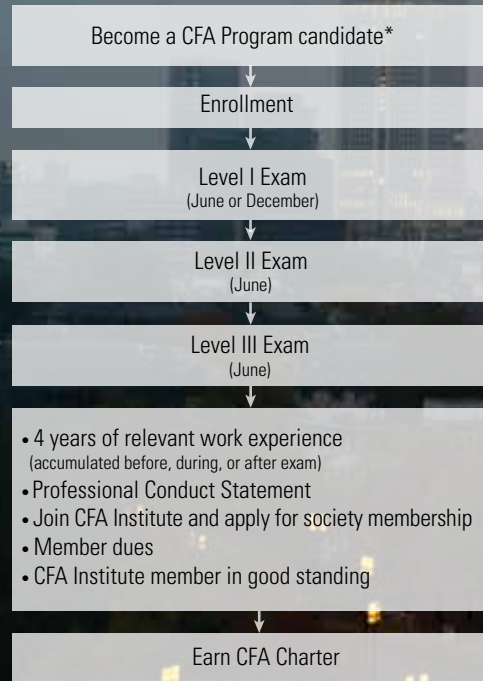 Become a CFA Program candidate*
Enrollment
Level I Exam
(June or December)
Level II Exam
(June)
Level III Exam
(June)
• 4 years of relevant work experience
(accumulated before, during, or after exam)
• Professional Conduct Statement
• Join CFA Institute and apply for society membership
• Member dues
• CFA Institute member in good standing
Earn CFA Charter